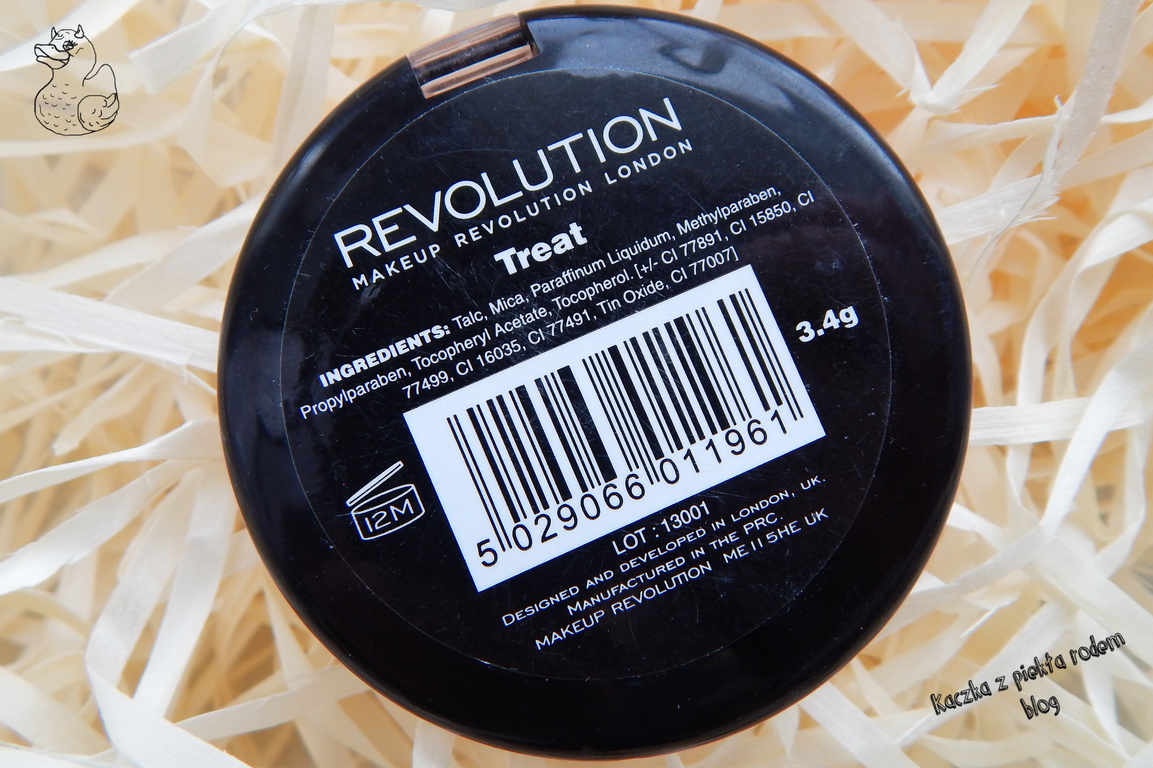 REVOLUTION
MAKEUP REVOLUTION LONDON
Treat
INGREDIENTS: Talc, Mica, Paraffinum Liquidum, Methylparaben,
Propylparaben, Tocopheryl Acetate, Tocopherol. [+/- CI 77891, CI 15850, CI
77499, CI 16035, CI 77491, Tin Oxide, CI 77007]
3.4g
12M
5 029066 011961
LOT : 13001
DESIGNED AND DEVELOPED IN LONDON, UK.
MANUFACTURED IN THE PRC.
MAKEUP REVOLUTION ME11 5HE UK
Kaczka z piekła rodem
blog